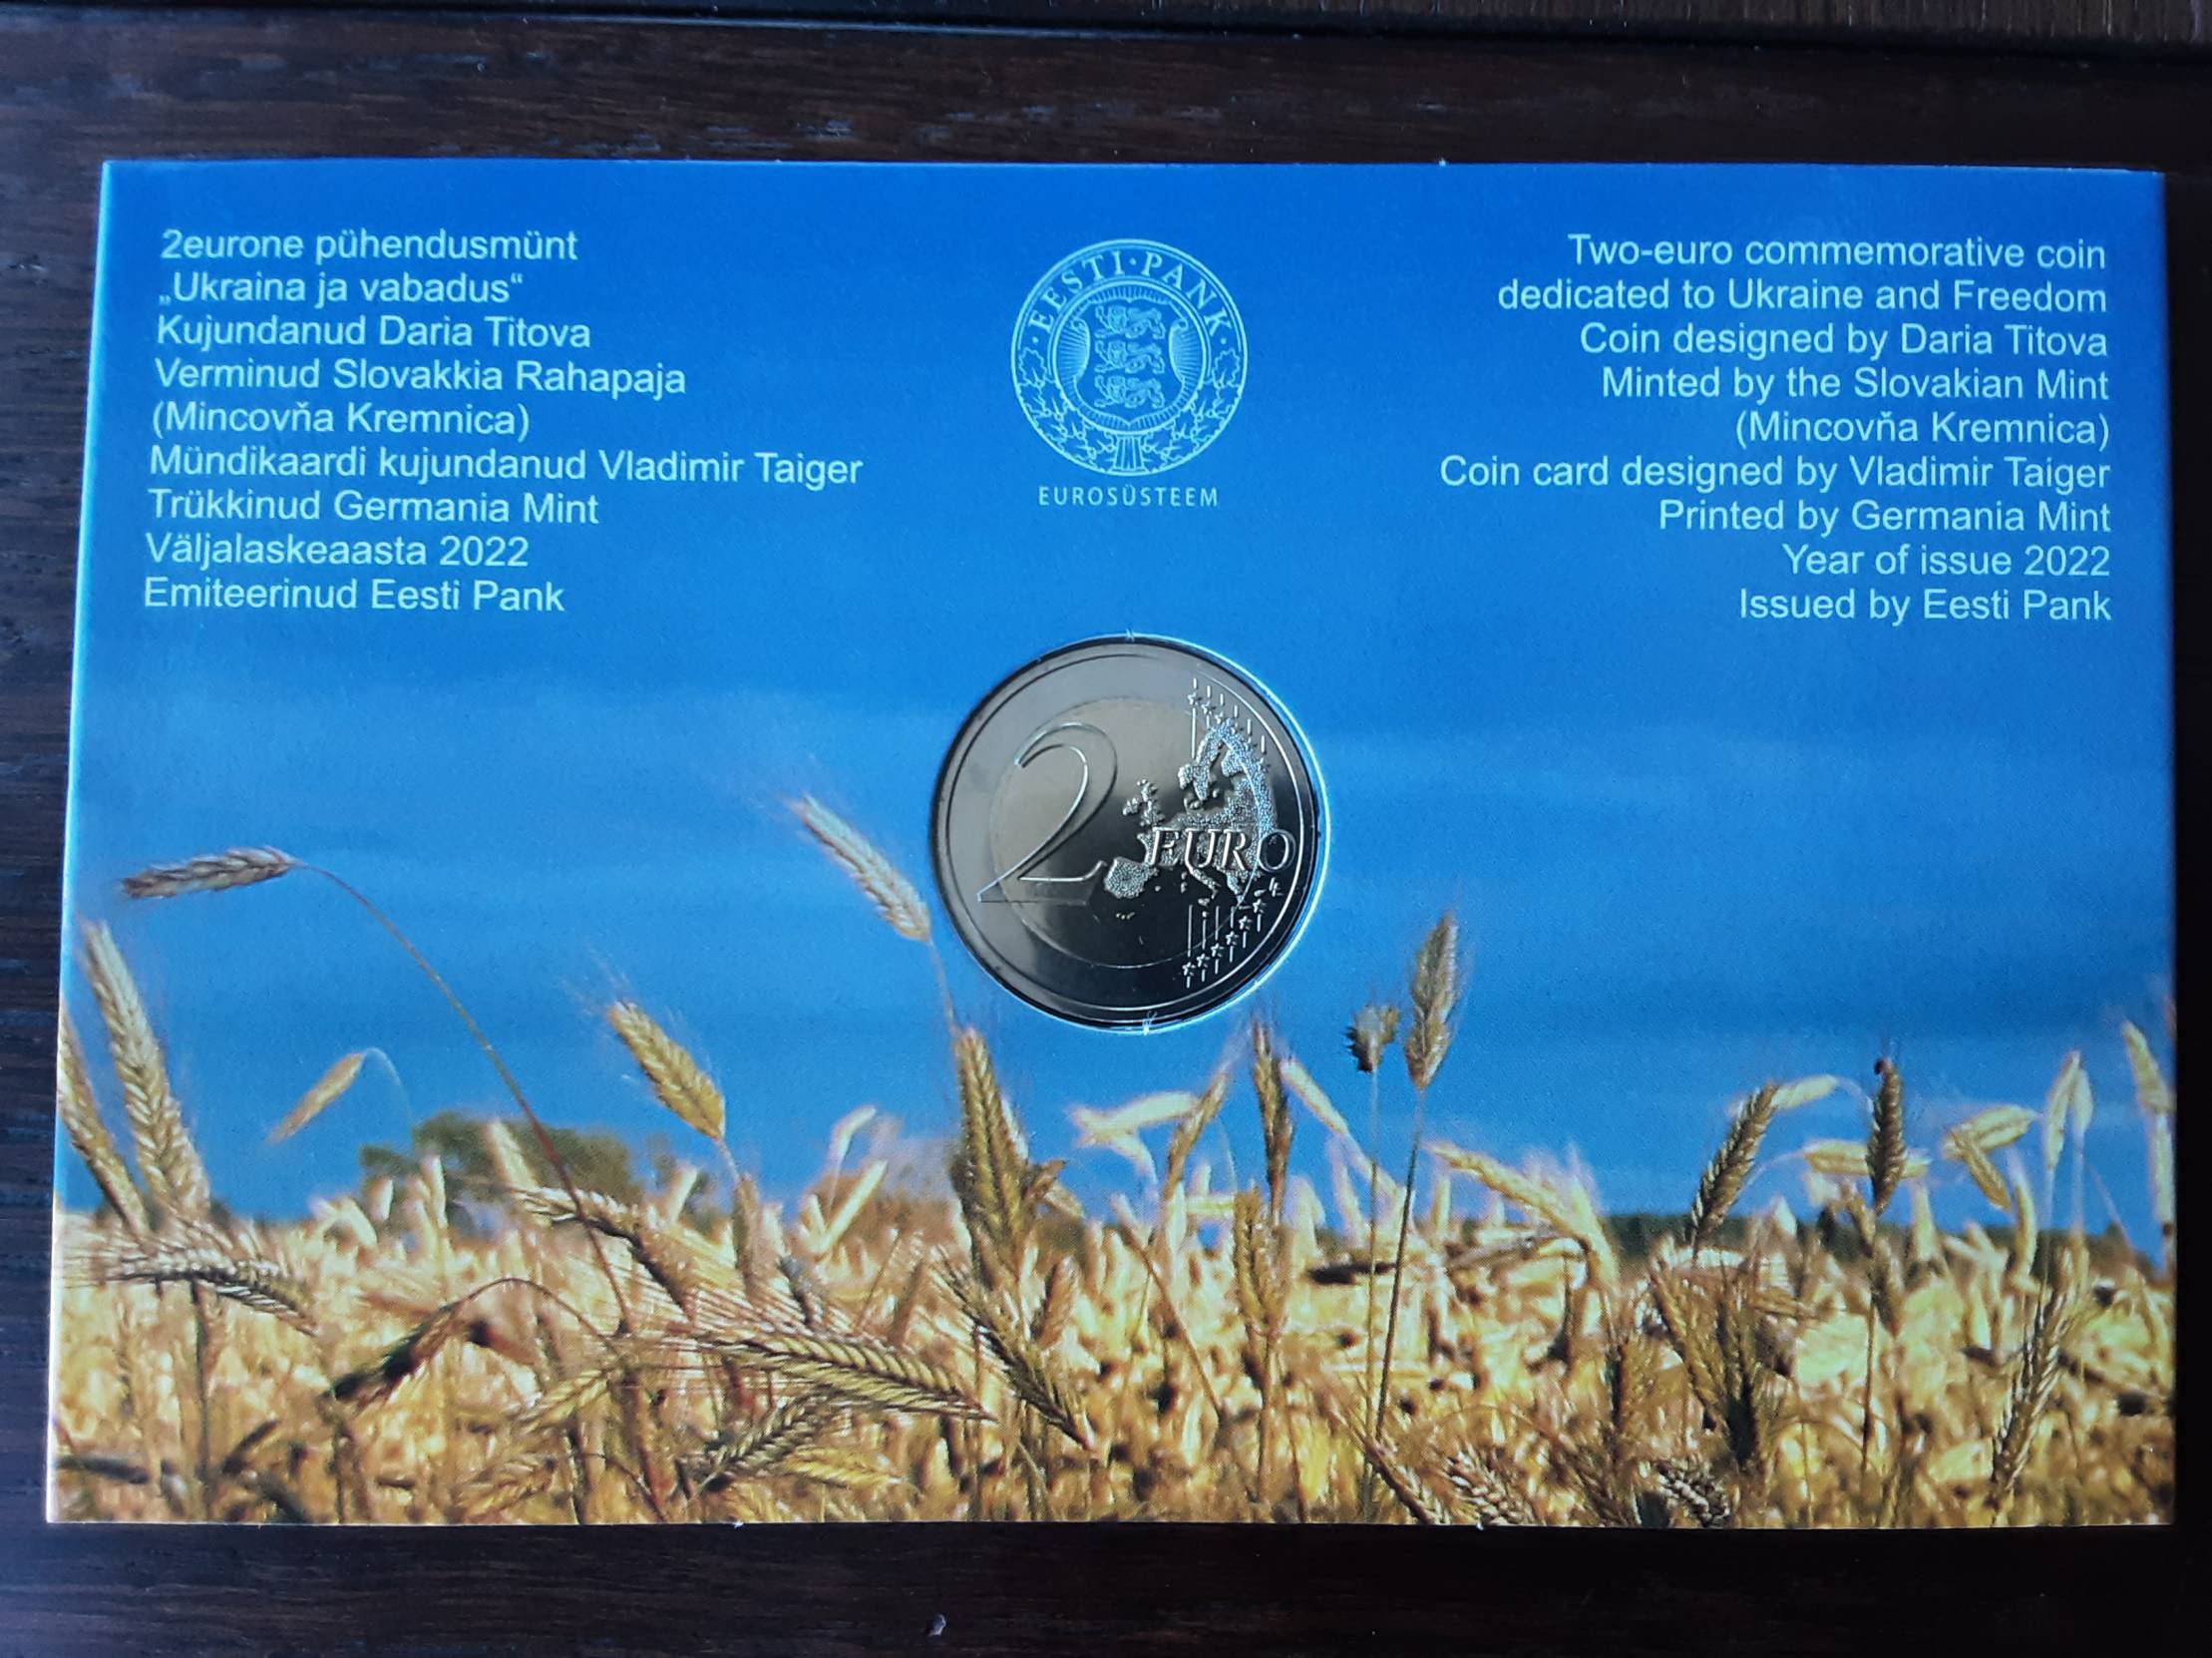 2eurone pühendusmünt
„Ukraina ja vabadus“
Kujundanud Daria Titova
Verminud Slovakkia Rahapaja
(Mincovňa Kremnica)
Mündikaardi kujundanud Vladimir Taiger
Trükkinud Germania Mint
Väljalaskeaasta 2022
Emiteerinud Eesti Pank
· EESTI · PANK ·
EUROSÜSTEEM
Two-euro commemorative coin
dedicated to Ukraine and Freedom
Coin designed by Daria Titova
Minted by the Slovakian Mint
(Mincovňa Kremnica)
Coin card designed by Vladimir Taiger
Printed by Germania Mint
Year of issue 2022
Issued by Eesti Pank
2 EURO
LL